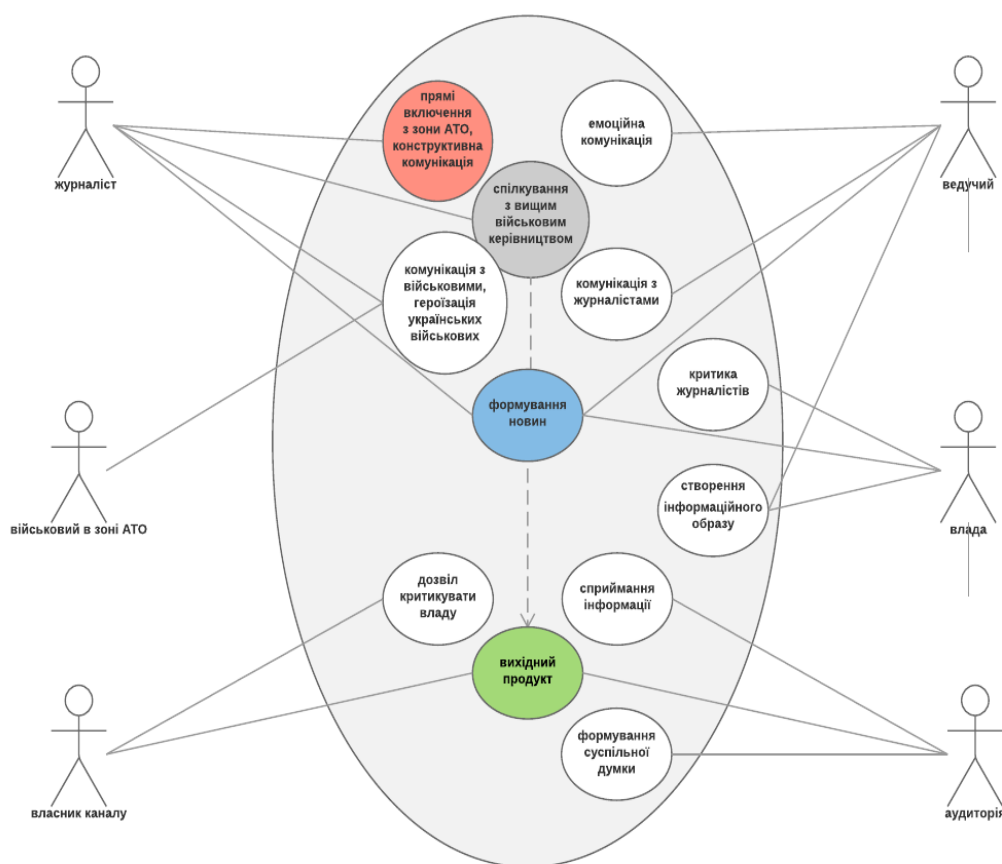 прямі
включення
з зони АТО,
конструктивна
комунікація
емоційна
комунікація
журналіст
ведучий
спілкування
з вищим
військовим
керівництвом
комунікація з
військовими,
героїзація
українських
військових
комунікація з
журналістами
формування
новин
критика
журналістів
військовий в зоні АТО
створення
інформаційного
образу
влада
дозвіл
критикувати
владу
сприймання
інформації
вихідний
продукт
формування
суспільної
думки
власник каналу
аудиторія